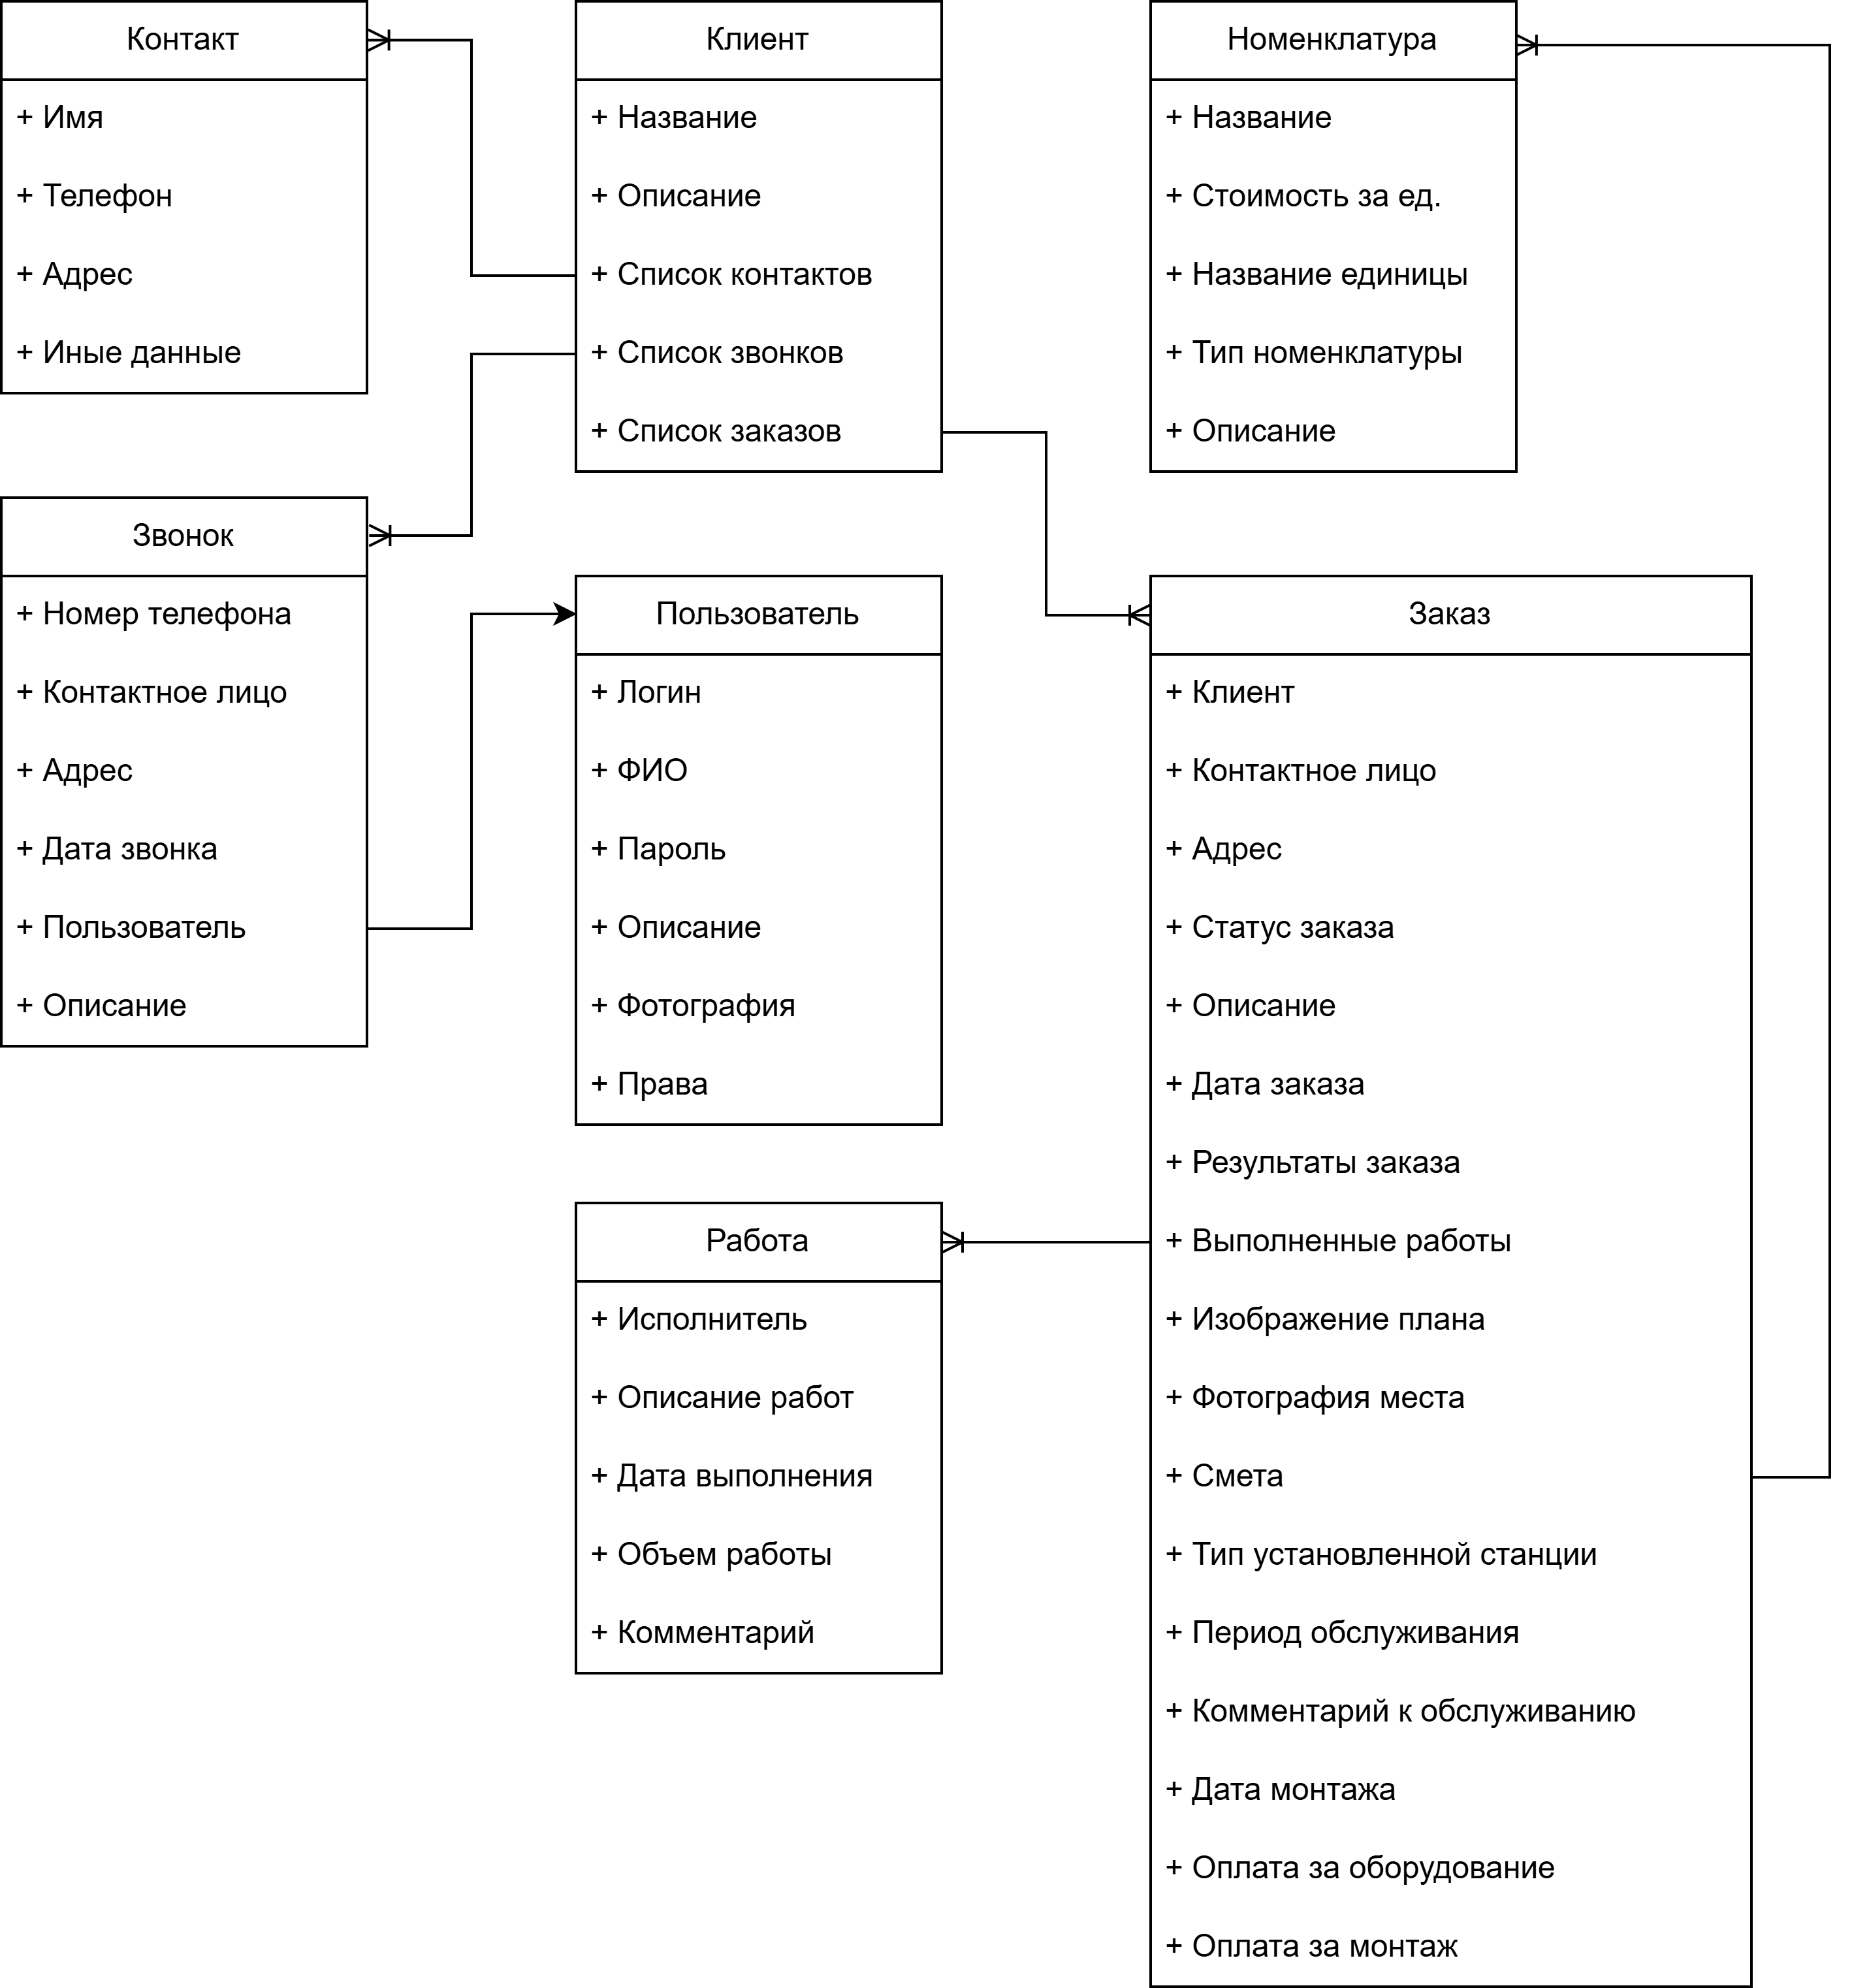 Контакт
+ Имя
+ Телефон
+ Адрес
+ Иные данные
Клиент
+ Название
+ Описание
+ Список контактов
+ Список звонков
+ Список заказов
Номенклатура
+ Название
+ Стоимость за ед.
+ Название единицы
+ Тип номенклатуры
+ Описание
Звонок
+ Номер телефона
+ Контактное лицо
+ Адрес
+ Дата звонка
+ Пользователь
+ Описание
Пользователь
+ Логин
+ ФИО
+ Пароль
+ Описание
+ Фотография
+ Права
Заказ
+ Клиент
+ Контактное лицо
+ Адрес
+ Статус заказа
+ Описание
+ Дата заказа
+ Результаты заказа
+ Выполненные работы
+ Изображение плана
+ Фотография места
+ Смета
+ Тип установленной станции
+ Период обслуживания
+ Комментарий к обслуживанию
+ Дата монтажа
+ Оплата за оборудование
+ Оплата за монтаж
Работа
+ Исполнитель
+ Описание работ
+ Дата выполнения
+ Объем работы
+ Комментарий